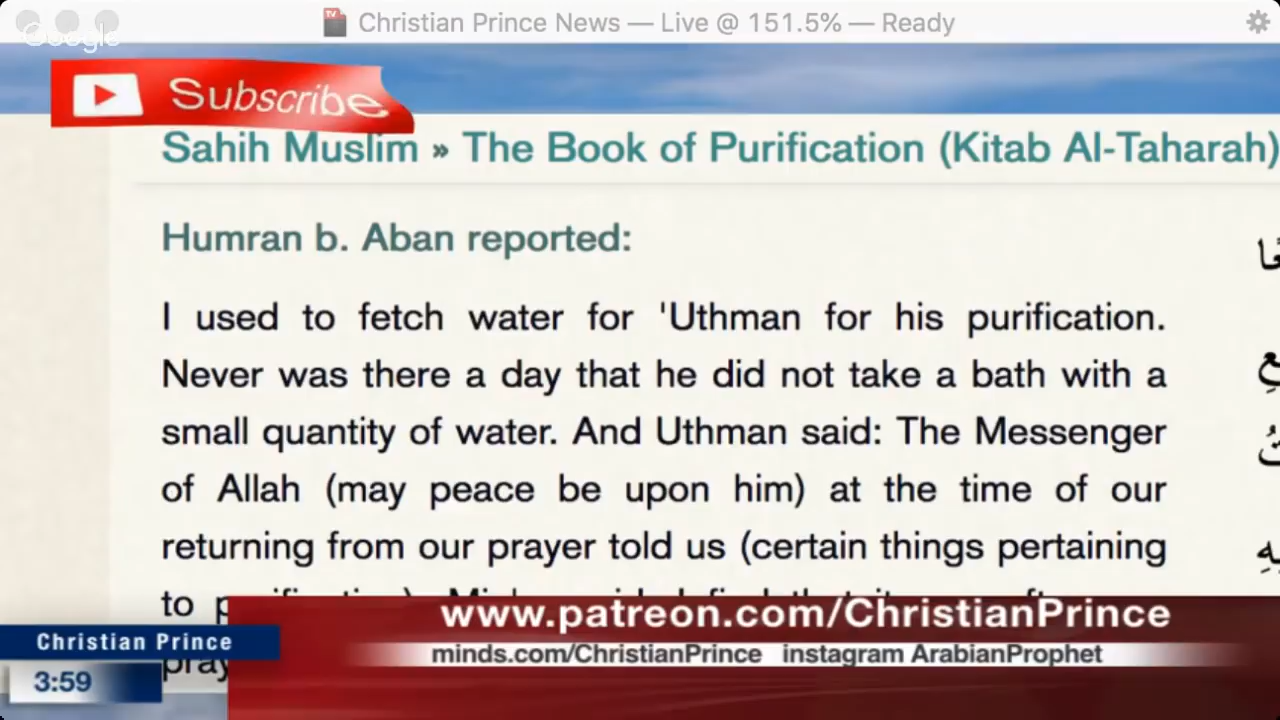 Christian Prince News — Live @ 151.5% — Ready
Google
Subscribe
Sahih Muslim » The Book of Purification (Kitab Al-Taharah)
Humran b. Aban reported:
I used to fetch water for 'Uthman for his purification.
Never was there a day that he did not take a bath with a
small quantity of water. And Uthman said: The Messenger
of Allah (may peace be upon him) at the time of our
returning from our prayer told us (certain things pertaining
to
www.patreon.com/ChristianPrince
Christian Prince
minds.com/ChristianPrince instagram ArabianProphet
3:59